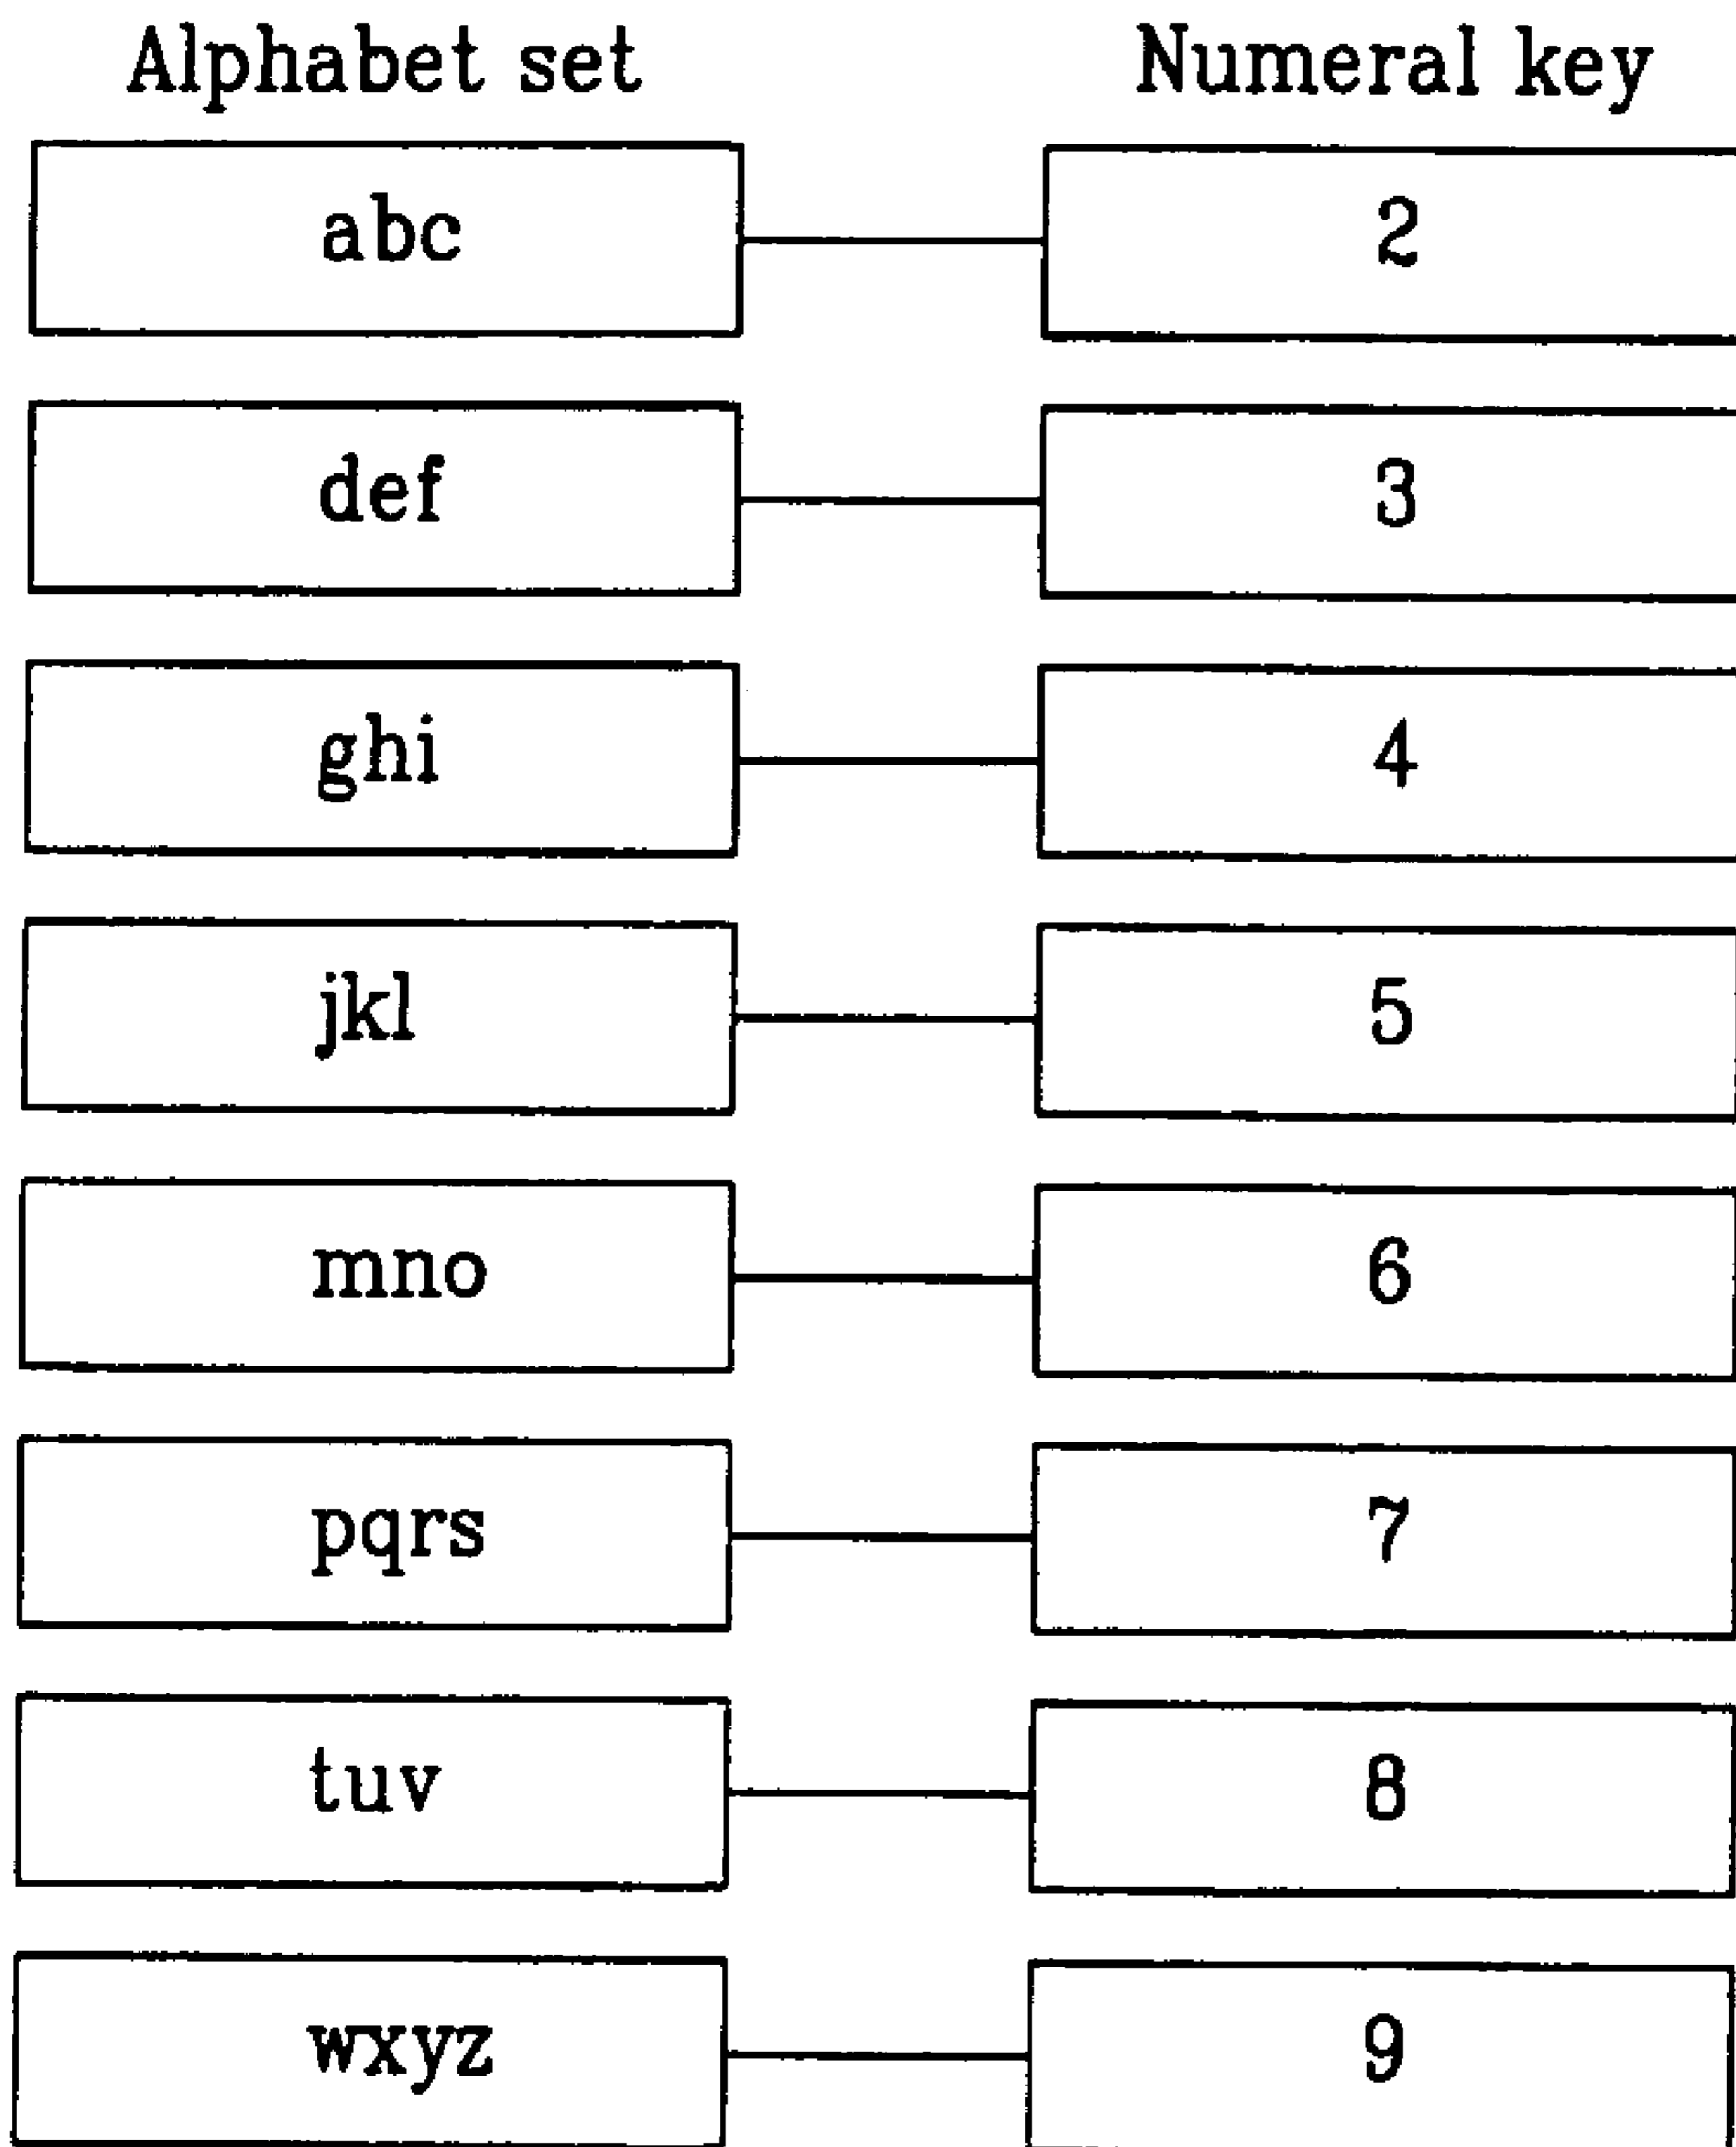 Alphabet set Numeral key
abc 2
def 3
ghi 4
jkl 5
mno 6
pqrs 7
tuv 8
wxyz 9